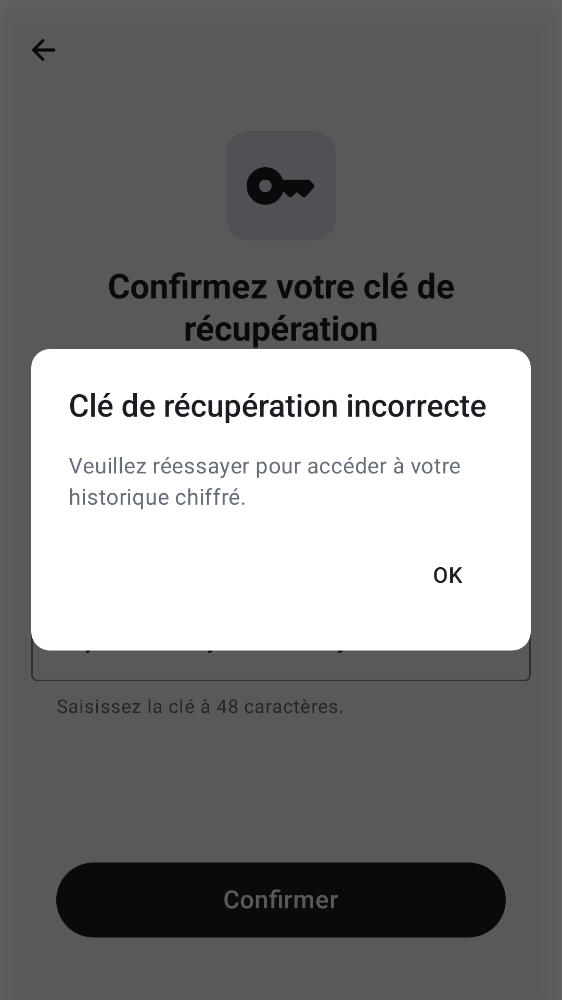 Confirmez votre clé de
récupération
Clé de récupération incorrecte
Veuillez réessayer pour accéder à votre
historique chiffré.
OK
Saisissez la clé à 48 caractères.
Confirmer